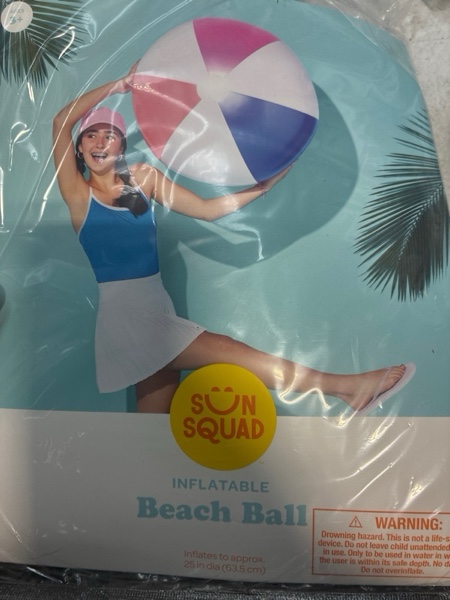 3+
SUN
SQUAD
INFLATABLE
Beach Ball
Inflates to approx.
25 in dia (63.5 cm)
WARNING:
Drowning hazard. This is not a life-s
device. Do not leave child unattended
in use. Only to be used in water in w
the user is within its safe depth. No d
Do not overinflate.